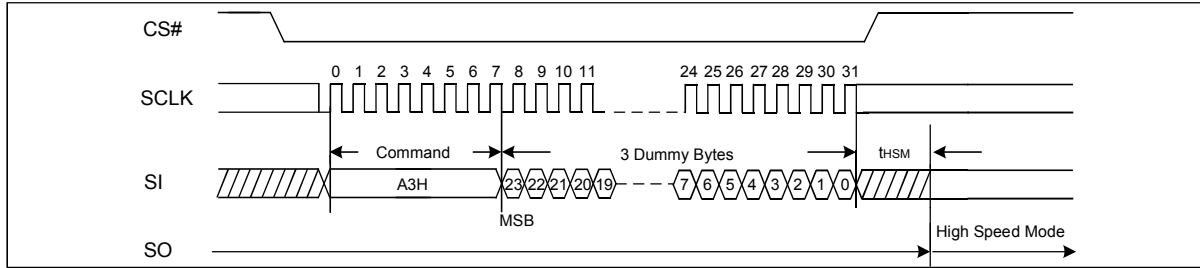 CS#
0 1 2 3 4 5 6 7 8 9 10 11 24 25 26 27 28 29 30 31
SCLK
Command 3 Dummy Bytes tHSM
SI A3H 23 22 21 20 19 7 6 5 4 3 2 1 0
MSB
High Speed Mode
SO